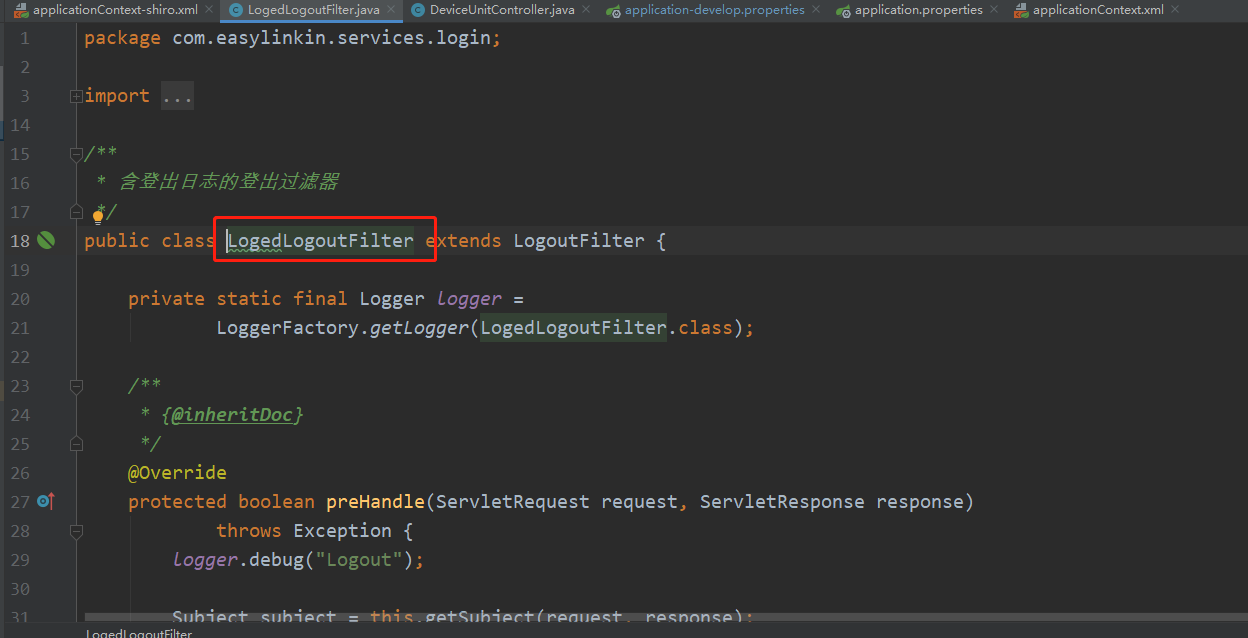 applicationContext-shiro.xml × LogedLogoutFilter.java × DeviceUnitController.java × application-develop.properties × application.properties × applicationContext.xml ×
1 package com.easylinkin.services.login;
2
3 import ...
14
15 /**
16 * 含登出日志的登出过滤器
17 */
18 public class LogedLogoutFilter extends LogoutFilter {
19
20 private static final Logger logger =
21 LoggerFactory.getLogger(LogedLogoutFilter.class);
22
23 /**
24 * {@inheritDoc}
25 */
26 @Override
27 protected boolean preHandle(ServletRequest request, ServletResponse response)
28 throws Exception {
29 logger.debug("Logout");
30
31 Subject subject = this.getSubject(request, response);
LogedLogoutFilter